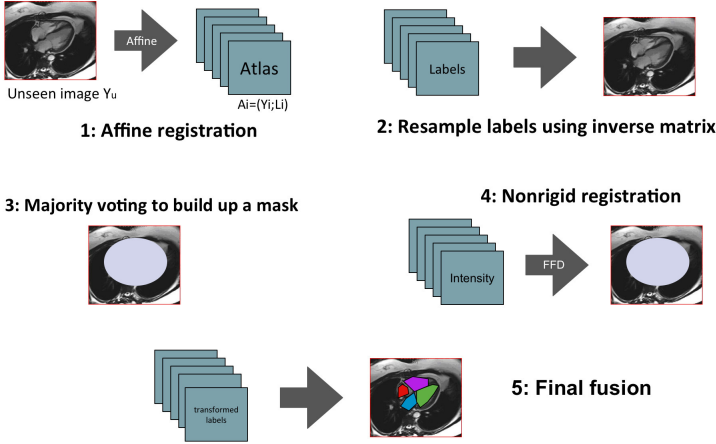 Affine
Atlas
Unseen image Yu
Ai=(Yi;Li)
1: Affine registration
Labels
2: Resample labels using inverse matrix
3: Majority voting to build up a mask
4: Nonrigid registration
Intensity
FFD
transformed
labels
5: Final fusion